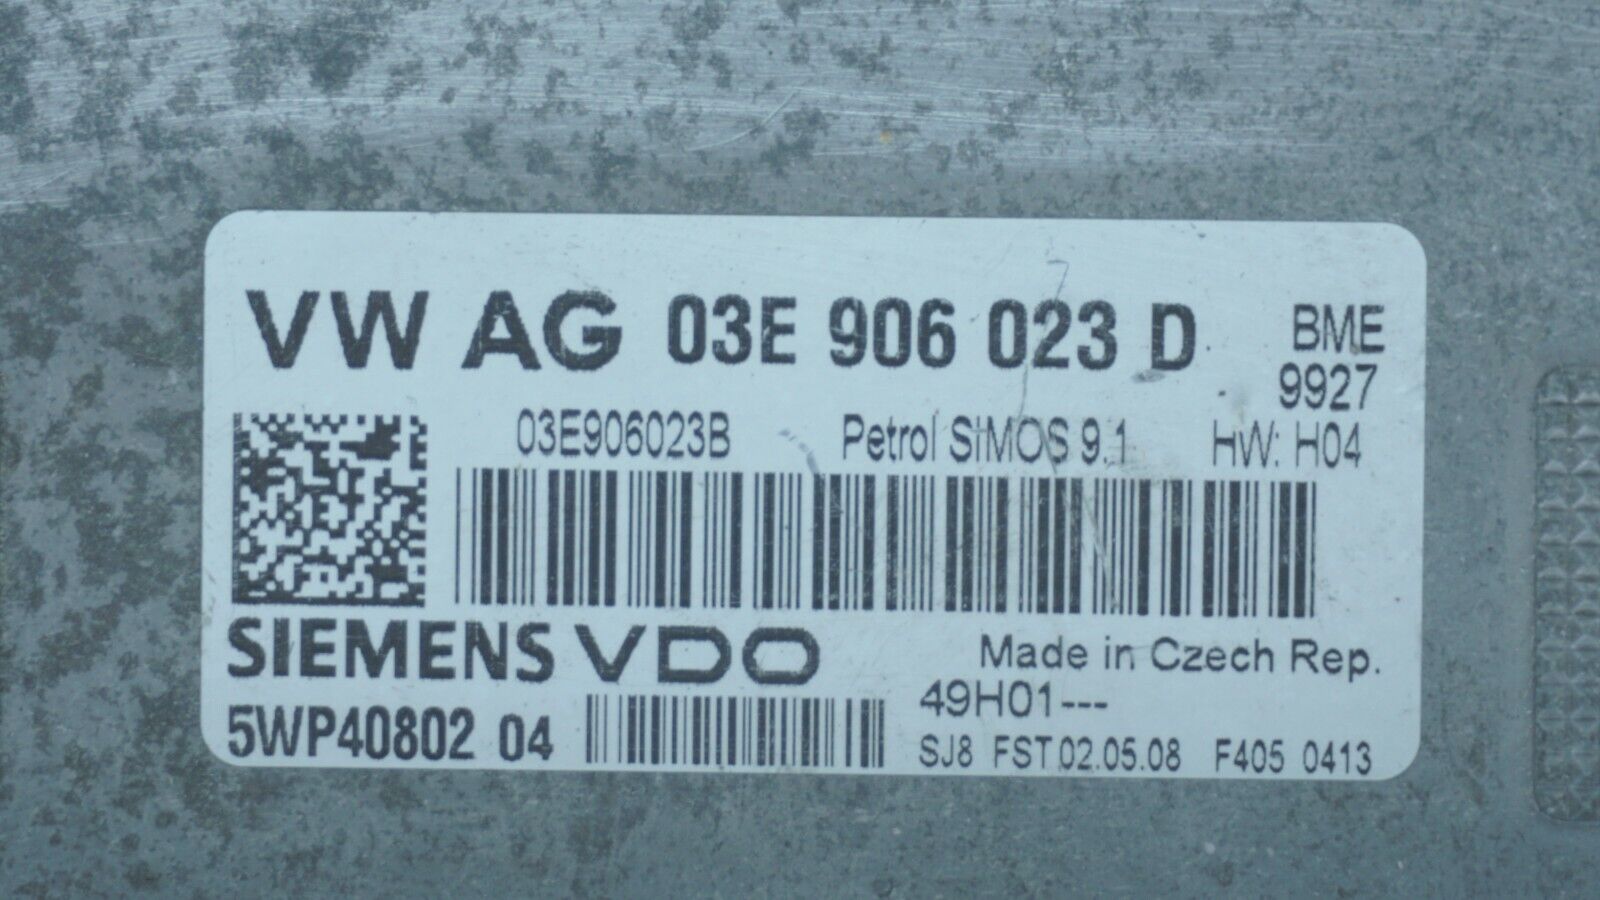 VW AG 03E 906 023 D BME
9927
03E906023B Petrol SIMOS 9.1 HW: H04
SIEMENS VDO Made in Czech Rep.
49H01---
5WP40802 04 SJ8 FST 02.05.08 F405 0413